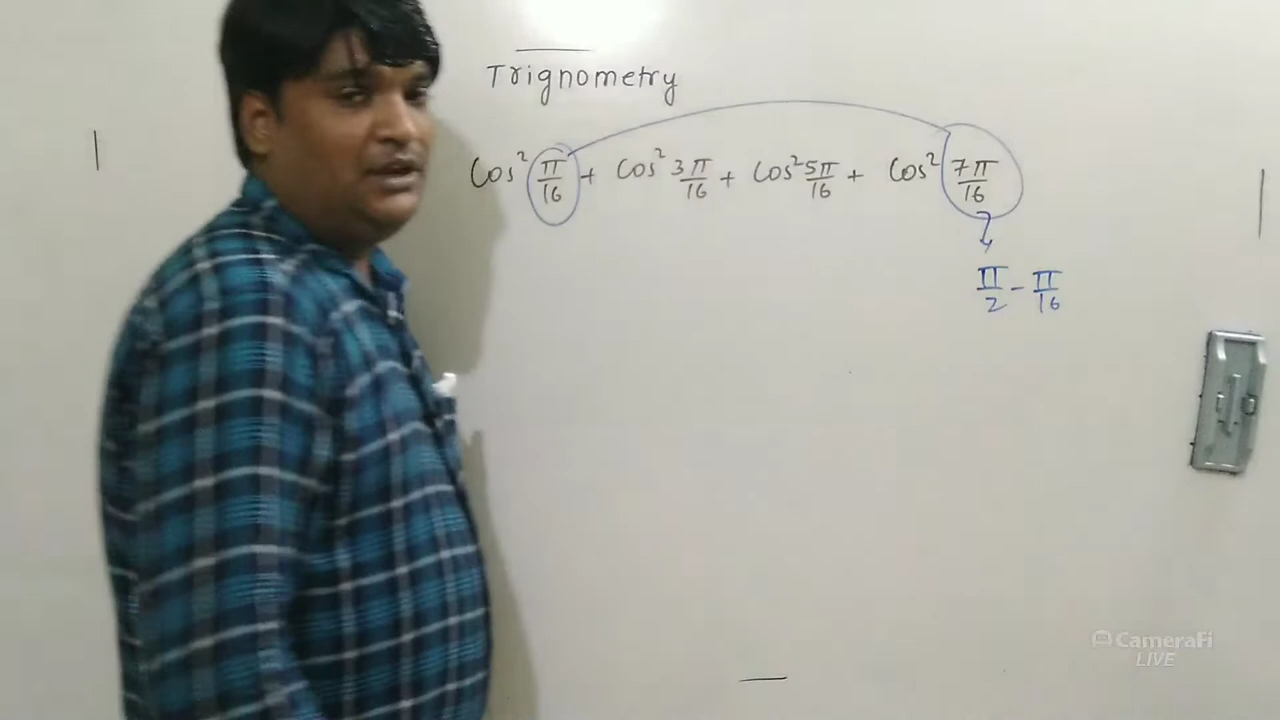 Trignometry
Cos² π/16 + Cos² 3π/16 + Cos² 5π/16 + Cos² 7π/16
π/2 - π/16
CameraFi
LIVE